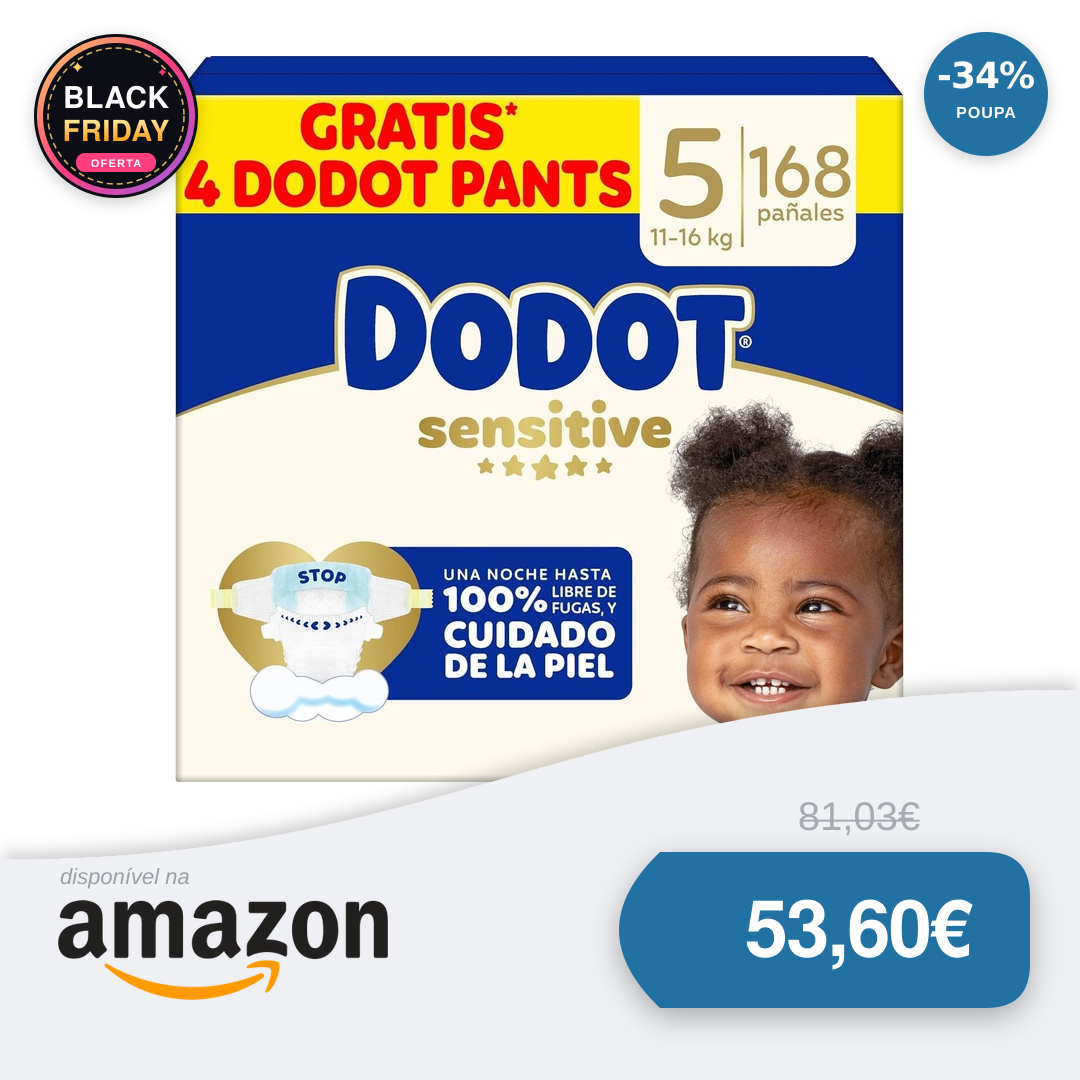 BLACK
FRIDAY
OFERTA
-34%
POUPA
GRATIS*
4 DODOT PANTS
5
11-16 kg
168
pañales
DODOT®
sensitive
STOP
UNA NOCHE HASTA
100% LIBRE DE
FUGAS, Y
CUIDADO
DE LA PIEL
81,03€
53,60€
disponível na
amazon